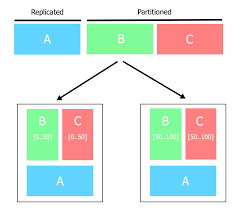 Replicated Partitioned
A B C
B C
[0..50] [0..50]
A
B C
[50..100] [50..100]
A